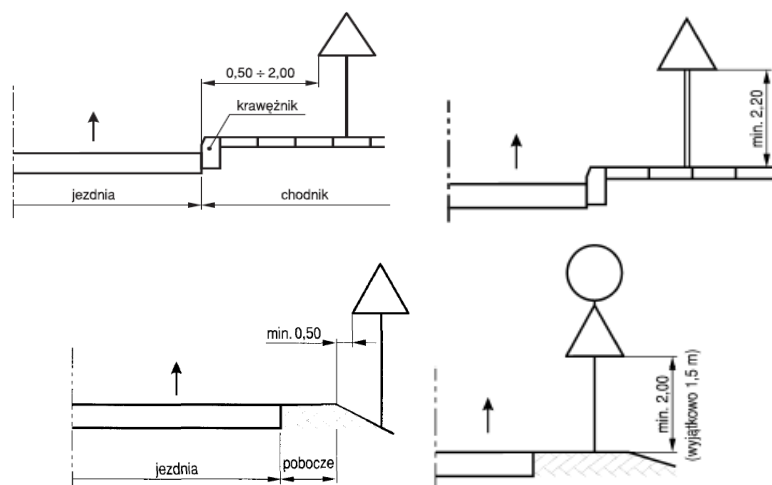 0,50 ÷ 2,00
krawężnik
jezdnia
chodnik
min. 2,20
min. 0,50
jezdnia
pobocze
min. 2,00
(wyjątkowo 1,5 m)